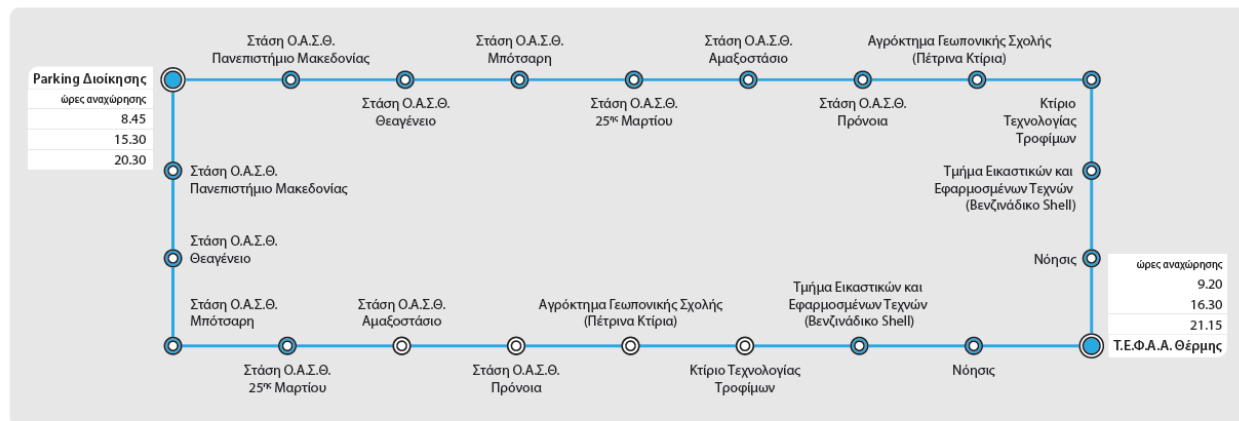 Στάση Ο.Α.Σ.Θ.
Πανεπιστήμιο Μακεδονίας
Στάση Ο.Α.Σ.Θ.
Μπότσαρη
Στάση Ο.Α.Σ.Θ.
Αμαξοστάσιο
Αγρόκτημα Γεωπονικής Σχολής
(Πέτρινα Κτίρια)
Parking Διοίκησης
ώρες αναχώρησης
8.45
15.30
20.30
Στάση Ο.Α.Σ.Θ.
Θεαγένειο
Στάση Ο.Α.Σ.Θ.
25ης Μαρτίου
Στάση Ο.Α.Σ.Θ.
Πρόνοια
Κτίριο
Τεχνολογίας
Τροφίμων
Στάση Ο.Α.Σ.Θ.
Πανεπιστήμιο Μακεδονίας
Τμήμα Εικαστικών και
Εφαρμοσμένων Τεχνών
(Βενζινάδικο Shell)
Στάση Ο.Α.Σ.Θ.
Θεαγένειο
Νόησις
ώρες αναχώρησης
9.20
16.30
21.15
Τ.Ε.Φ.Α.Α. Θέρμης
Στάση Ο.Α.Σ.Θ.
Μπότσαρη
Στάση Ο.Α.Σ.Θ.
Αμαξοστάσιο
Αγρόκτημα Γεωπονικής Σχολής
(Πέτρινα Κτίρια)
Τμήμα Εικαστικών και
Εφαρμοσμένων Τεχνών
(Βενζινάδικο Shell)
Στάση Ο.Α.Σ.Θ.
25ης Μαρτίου
Στάση Ο.Α.Σ.Θ.
Πρόνοια
Κτίριο Τεχνολογίας
Τροφίμων
Νόησις